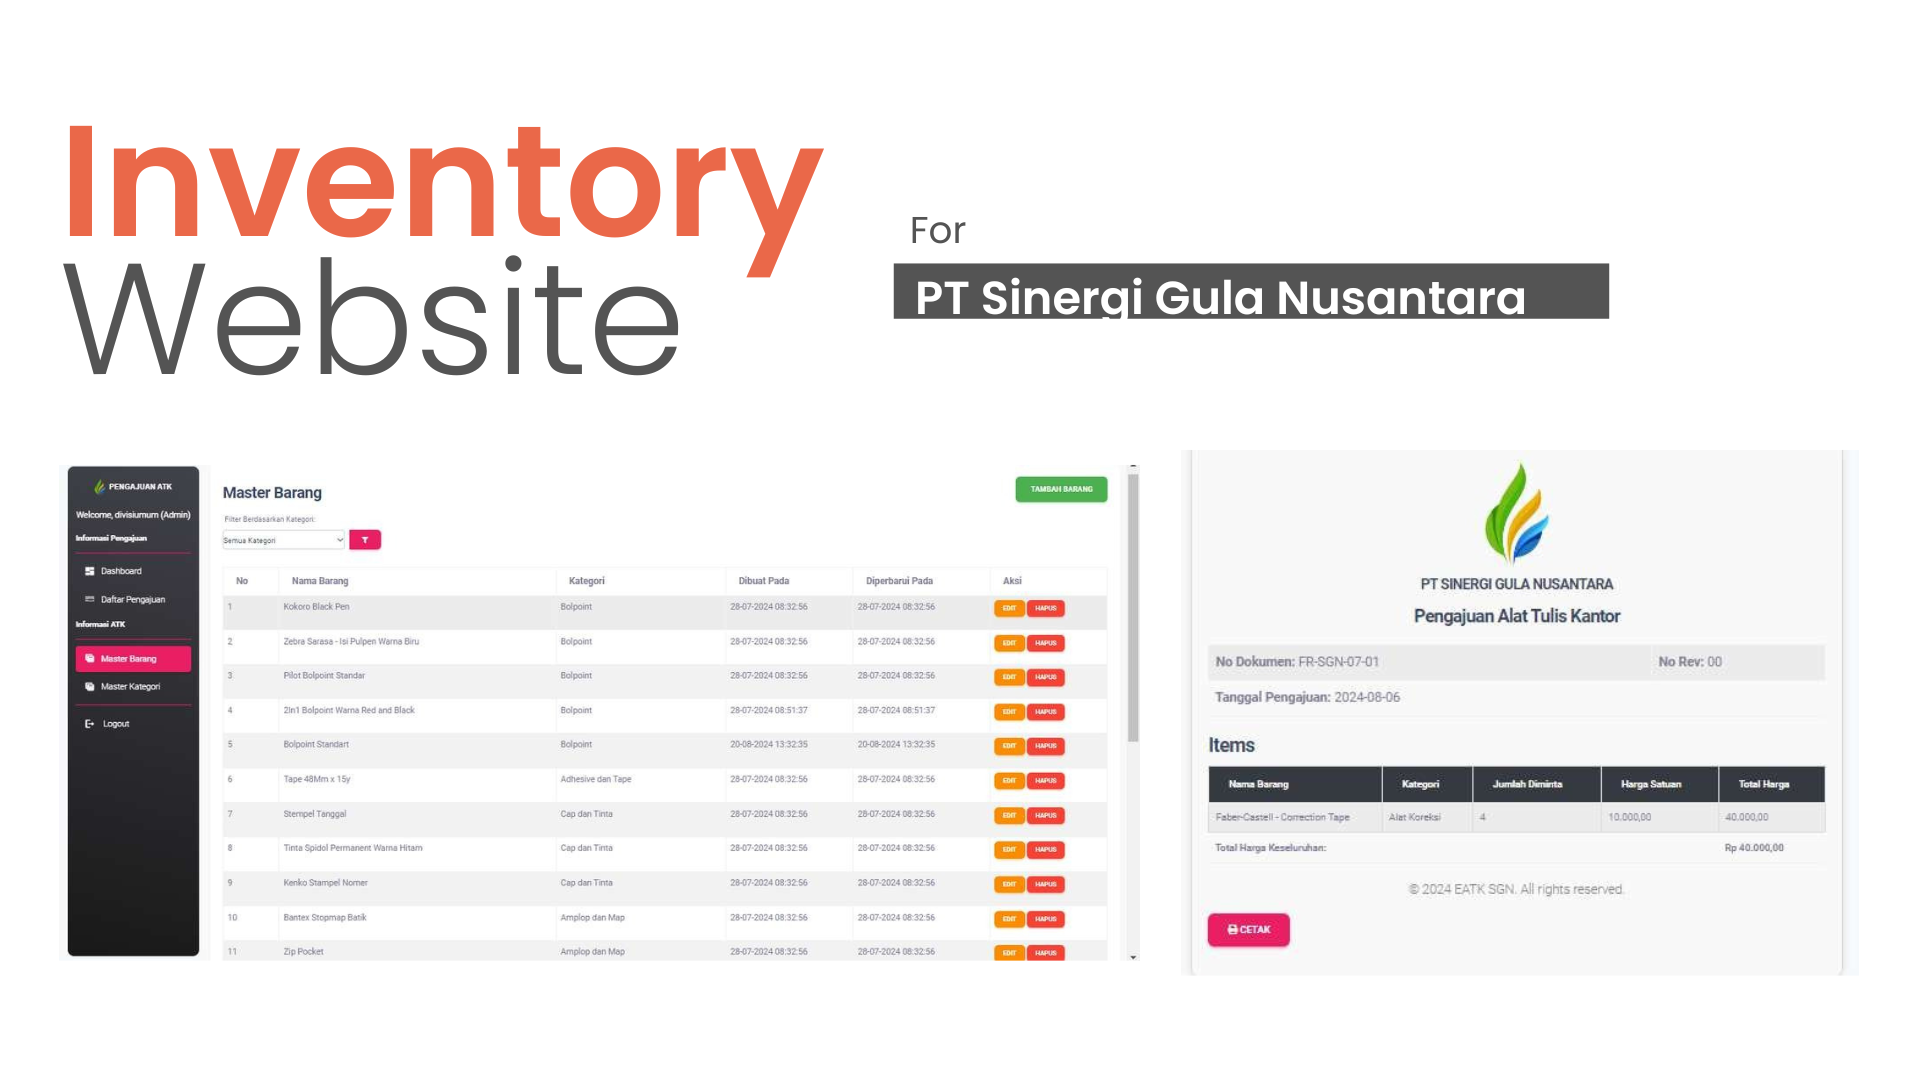 Inventory
Website
For
PT Sinergi Gula Nusantara
PENGAJUAN ATK
Welcome, divisiumum (Admin)
Informasi Pengajuan
Dashboard
Daftar Pengajuan
Informasi ATK
Master Barang
Master Kategori
Logout
Master Barang
TAMBAH BARANG
Filter Berdasarkan Kategori:
Semua Kategori
No Nama Barang Kategori Dibuat Pada Diperbarui Pada Aksi
1 Kokoro Black Pen Bolpoint 28-07-2024 08:32:56 28-07-2024 08:32:56 EDIT HAPUS
2 Zebra Sarasa - Isi Pulpen Warna Biru Bolpoint 28-07-2024 08:32:56 28-07-2024 08:32:56 EDIT HAPUS
3 Pilot Bolpoint Standar Bolpoint 28-07-2024 08:32:56 28-07-2024 08:32:56 EDIT HAPUS
4 2In1 Bolpoint Warna Red and Black Bolpoint 28-07-2024 08:51:37 28-07-2024 08:51:37 EDIT HAPUS
5 Bolpoint Standart Bolpoint 20-08-2024 13:32:35 20-08-2024 13:32:35 EDIT HAPUS
6 Tape 48Mm x 15y Adhesive dan Tape 28-07-2024 08:32:56 28-07-2024 08:32:56 EDIT HAPUS
7 Stempel Tanggal Cap dan Tinta 28-07-2024 08:32:56 28-07-2024 08:32:56 EDIT HAPUS
8 Tinta Spidol Permanent Warna Hitam Cap dan Tinta 28-07-2024 08:32:56 28-07-2024 08:32:56 EDIT HAPUS
9 Kenko Stampel Nomer Cap dan Tinta 28-07-2024 08:32:56 28-07-2024 08:32:56 EDIT HAPUS
10 Bantex Stopmap Batik Amplop dan Map 28-07-2024 08:32:56 28-07-2024 08:32:56 EDIT HAPUS
11 Zip Pocket Amplop dan Map 28-07-2024 08:32:56 28-07-2024 08:32:56 EDIT HAPUS
PT SINERGI GULA NUSANTARA
Pengajuan Alat Tulis Kantor
No Dokumen: FR-SGN-07-01 No Rev: 00
Tanggal Pengajuan: 2024-08-06
Items
Nama Barang Kategori Jumlah Diminta Harga Satuan Total Harga
Faber-Castell - Correction Tape Alat Koreksi 4 10.000,00 40.000,00
Total Harga Keseluruhan: Rp 40.000,00
© 2024 EATK SGN. All rights reserved.
CETAK